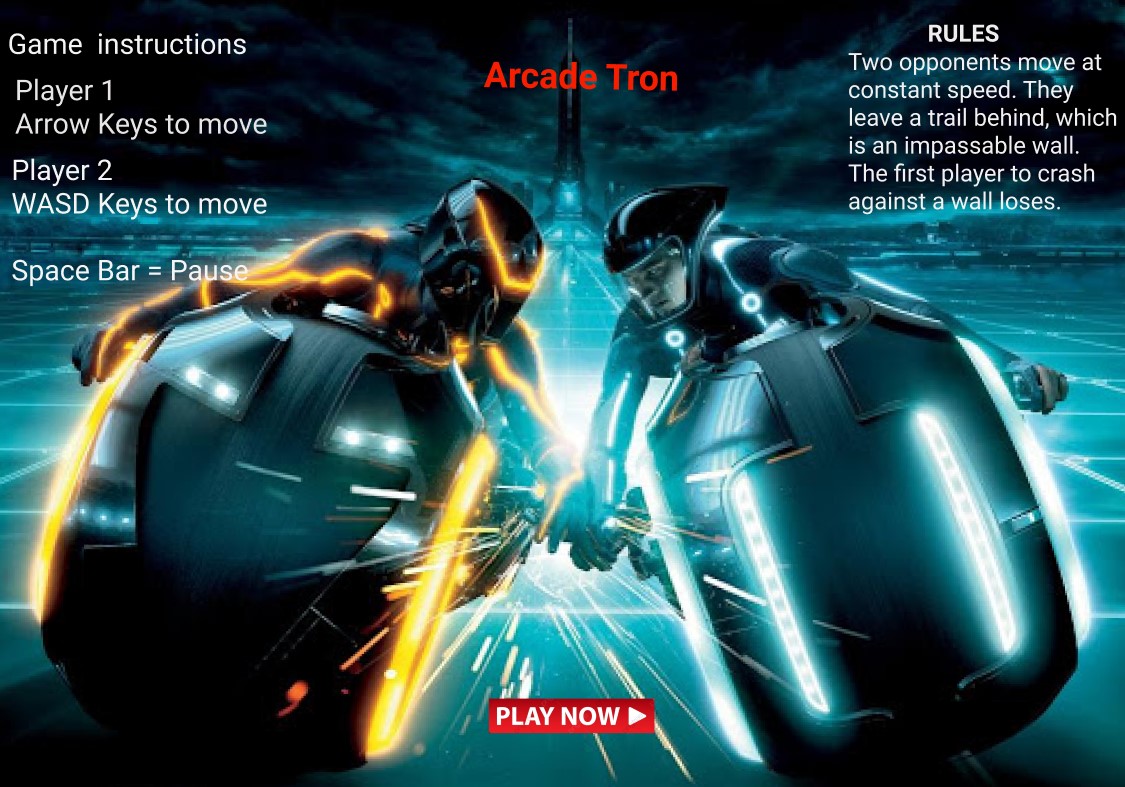 Game instructions
Player 1
Arrow Keys to move
Player 2
WASD Keys to move
Space Bar = Pause
Arcade Tron
RULES
Two opponents move at
constant speed. They
leave a trail behind, which
is an impassable wall.
The first player to crash
against a wall loses.
PLAY NOW